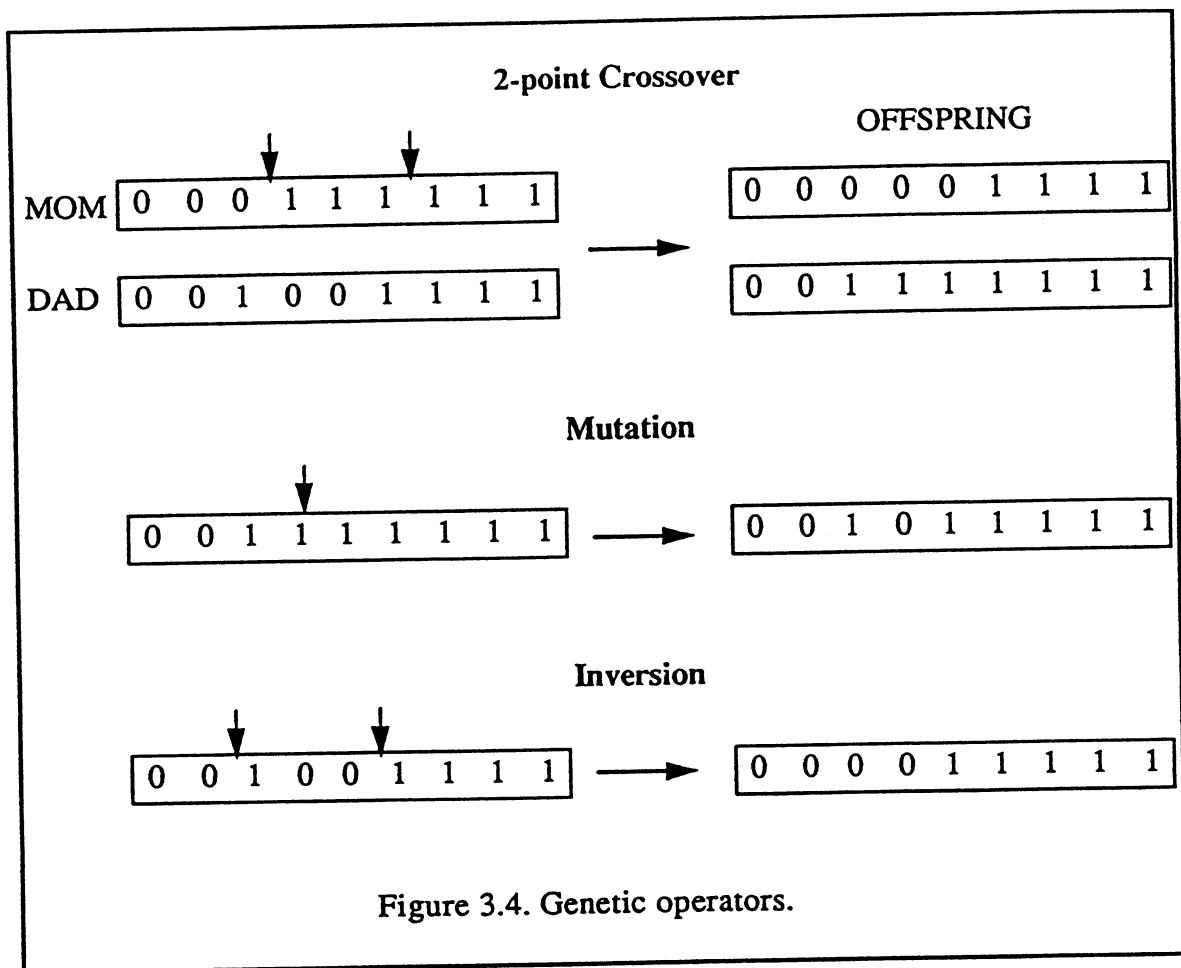 2-point Crossover
OFFSPRING
MOM 0 0 0 1 1 1 1 1 1
0 0 0 0 0 1 1 1 1
DAD 0 0 1 0 0 1 1 1 1
0 0 1 1 1 1 1 1 1
Mutation
0 0 1 1 1 1 1 1 1
0 0 1 0 1 1 1 1 1
Inversion
0 0 1 0 0 1 1 1 1
0 0 0 0 1 1 1 1 1
Figure 3.4. Genetic operators.